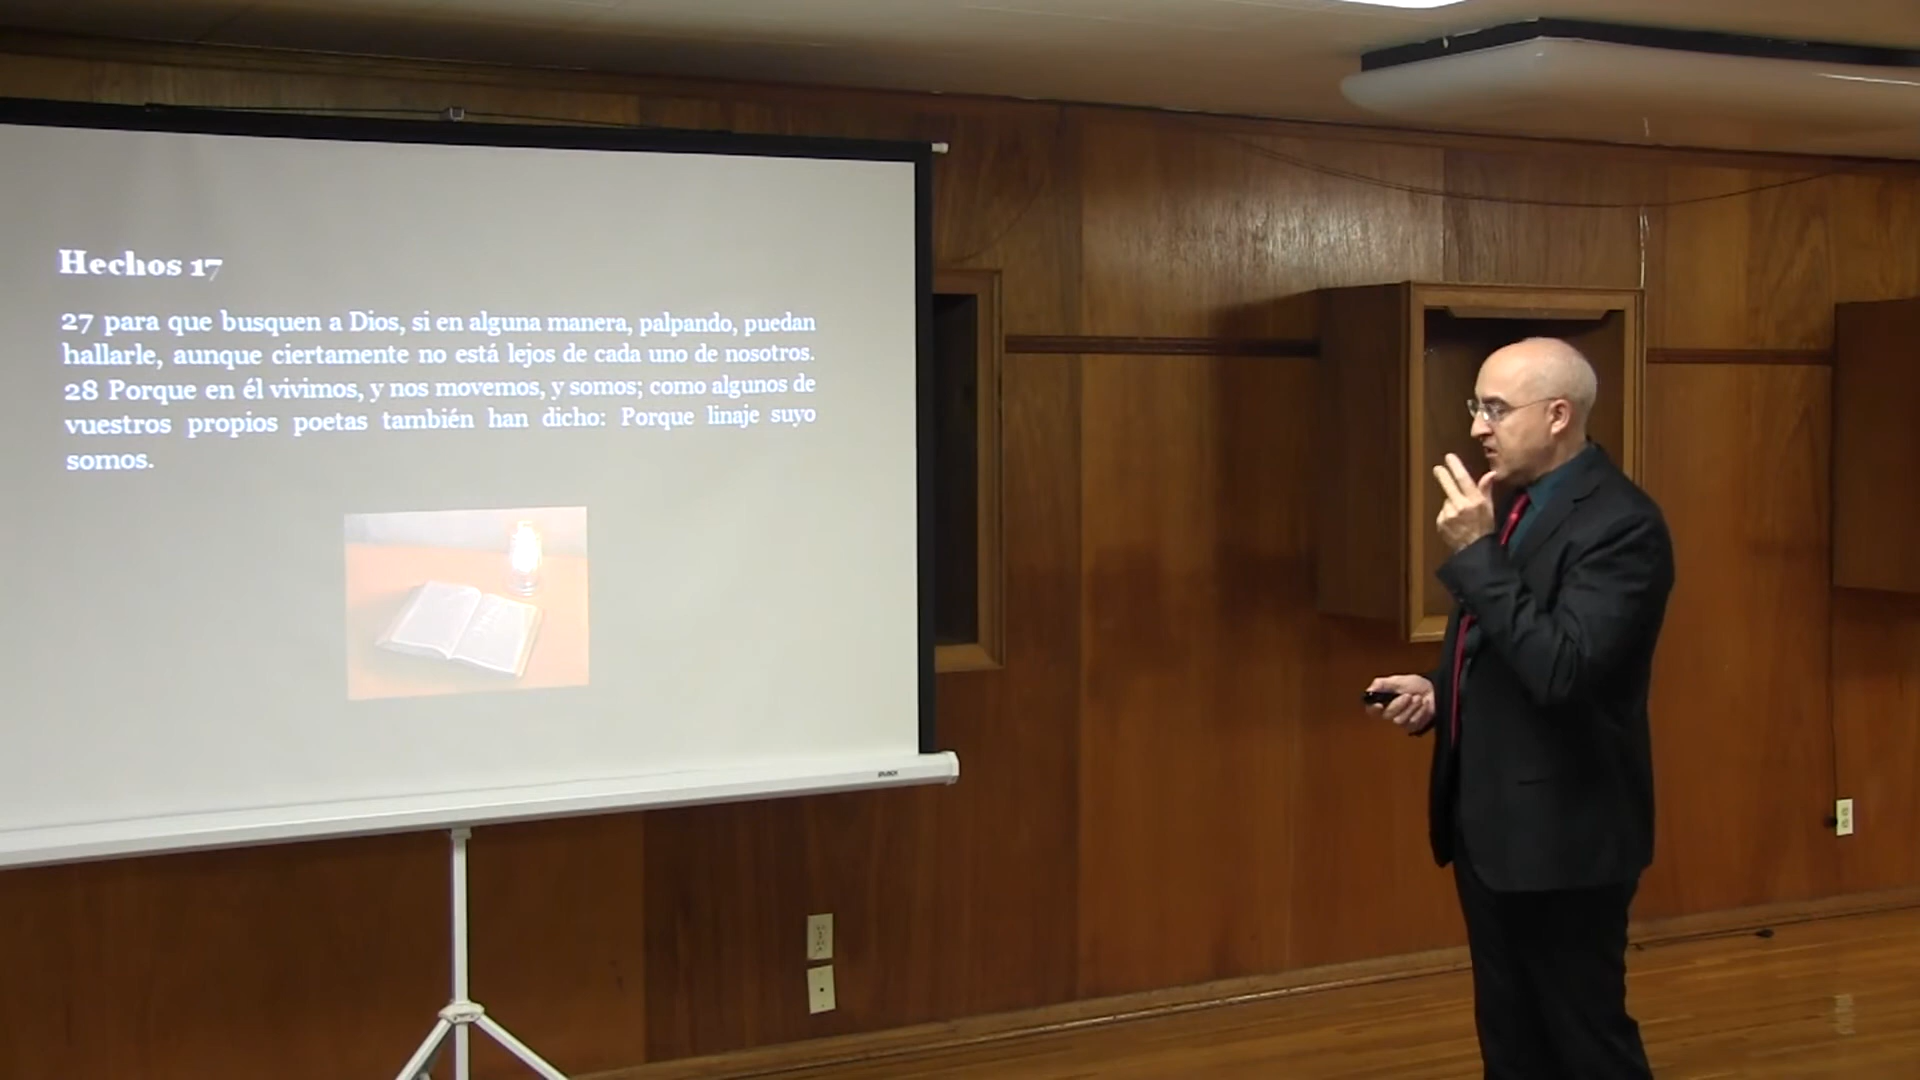 Hechos 17
27 para que busquen a Dios, si en alguna manera, palpando, puedan
hallarle, aunque ciertamente no está lejos de cada uno de nosotros.
28 Porque en él vivimos, y nos movemos, y somos; como algunos de
vuestros propios poetas también han dicho: Porque linaje suyo
somos.